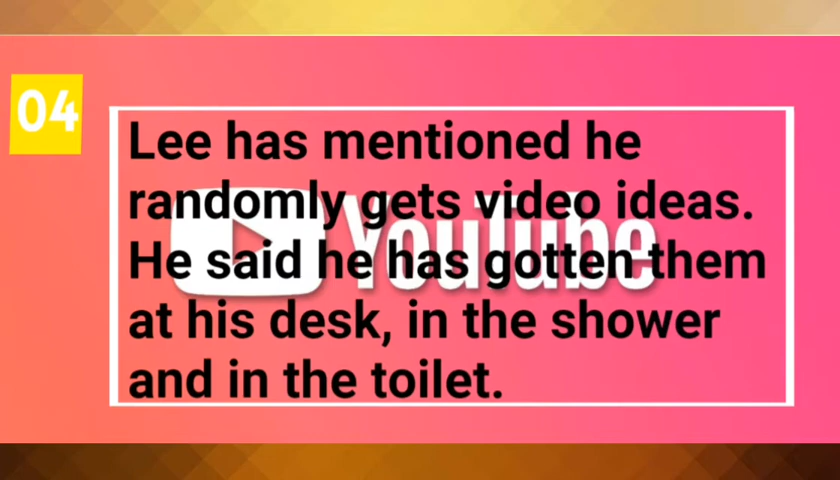 04
Lee has mentioned he
randomly gets video ideas.
He said he has gotten them
at his desk, in the shower
and in the toilet.
YouTube